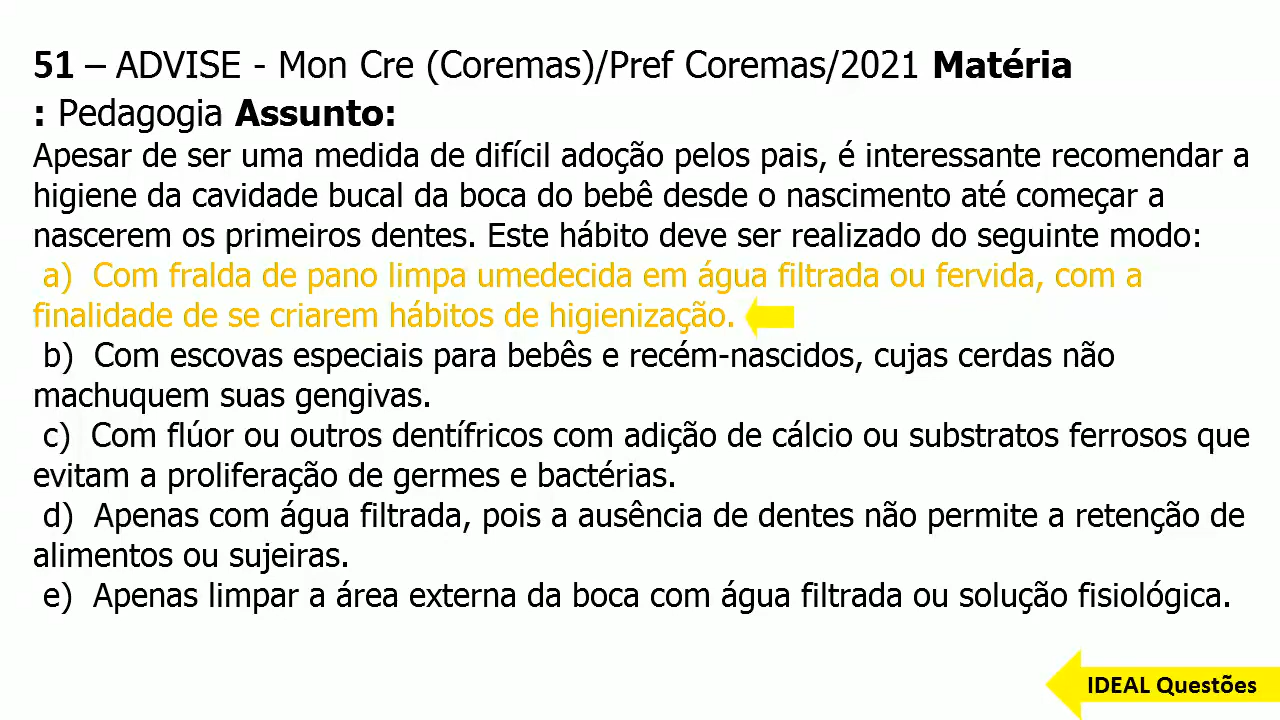 51 – ADVISE - Mon Cre (Coremas)/Pref Coremas/2021 Matéria
: Pedagogia Assunto:
Apesar de ser uma medida de difícil adoção pelos pais, é interessante recomendar a
higiene da cavidade bucal da boca do bebê desde o nascimento até começar a
nascerem os primeiros dentes. Este hábito deve ser realizado do seguinte modo:
a) Com fralda de pano limpa umedecida em água filtrada ou fervida, com a
finalidade de se criarem hábitos de higienização.
b) Com escovas especiais para bebês e recém-nascidos, cujas cerdas não
machuquem suas gengivas.
c) Com flúor ou outros dentífricos com adição de cálcio ou substratos ferrosos que
evitam a proliferação de germes e bactérias.
d) Apenas com água filtrada, pois a ausência de dentes não permite a retenção de
alimentos ou sujeiras.
e) Apenas limpar a área externa da boca com água filtrada ou solução fisiológica.
IDEAL Questões